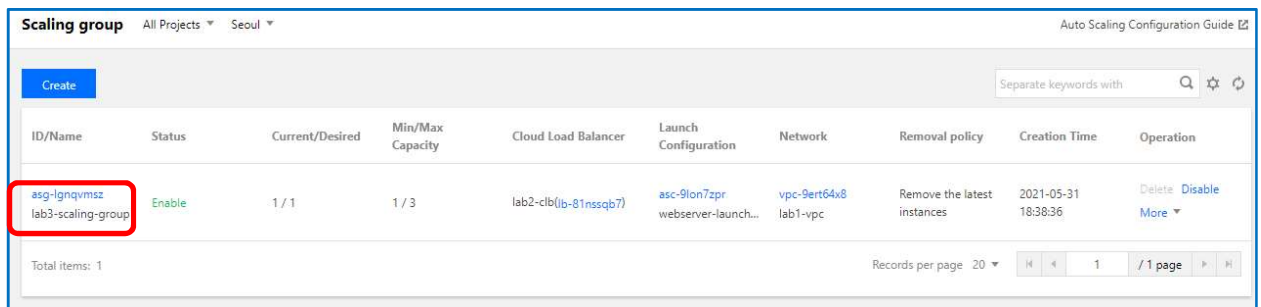 Scaling group All Projects Seoul Auto Scaling Configuration Guide
Create Separate keywords with
ID/Name Status Current/Desired Min/Max Capacity Cloud Load Balancer Launch Configuration Network Removal policy Creation Time Operation
asg-lgnqvmsz
lab3-scaling-group
Enable
1 / 1
1 / 3
lab2-clb(lb-81nssqb7)
asc-9lon7zpr
webserver-launch...
vpc-9ert64x8
lab1-vpc
Remove the latest
instances
2021-05-31
18:38:36
Delete Disable
More
Total items: 1 Records per page 20 1 / 1 page